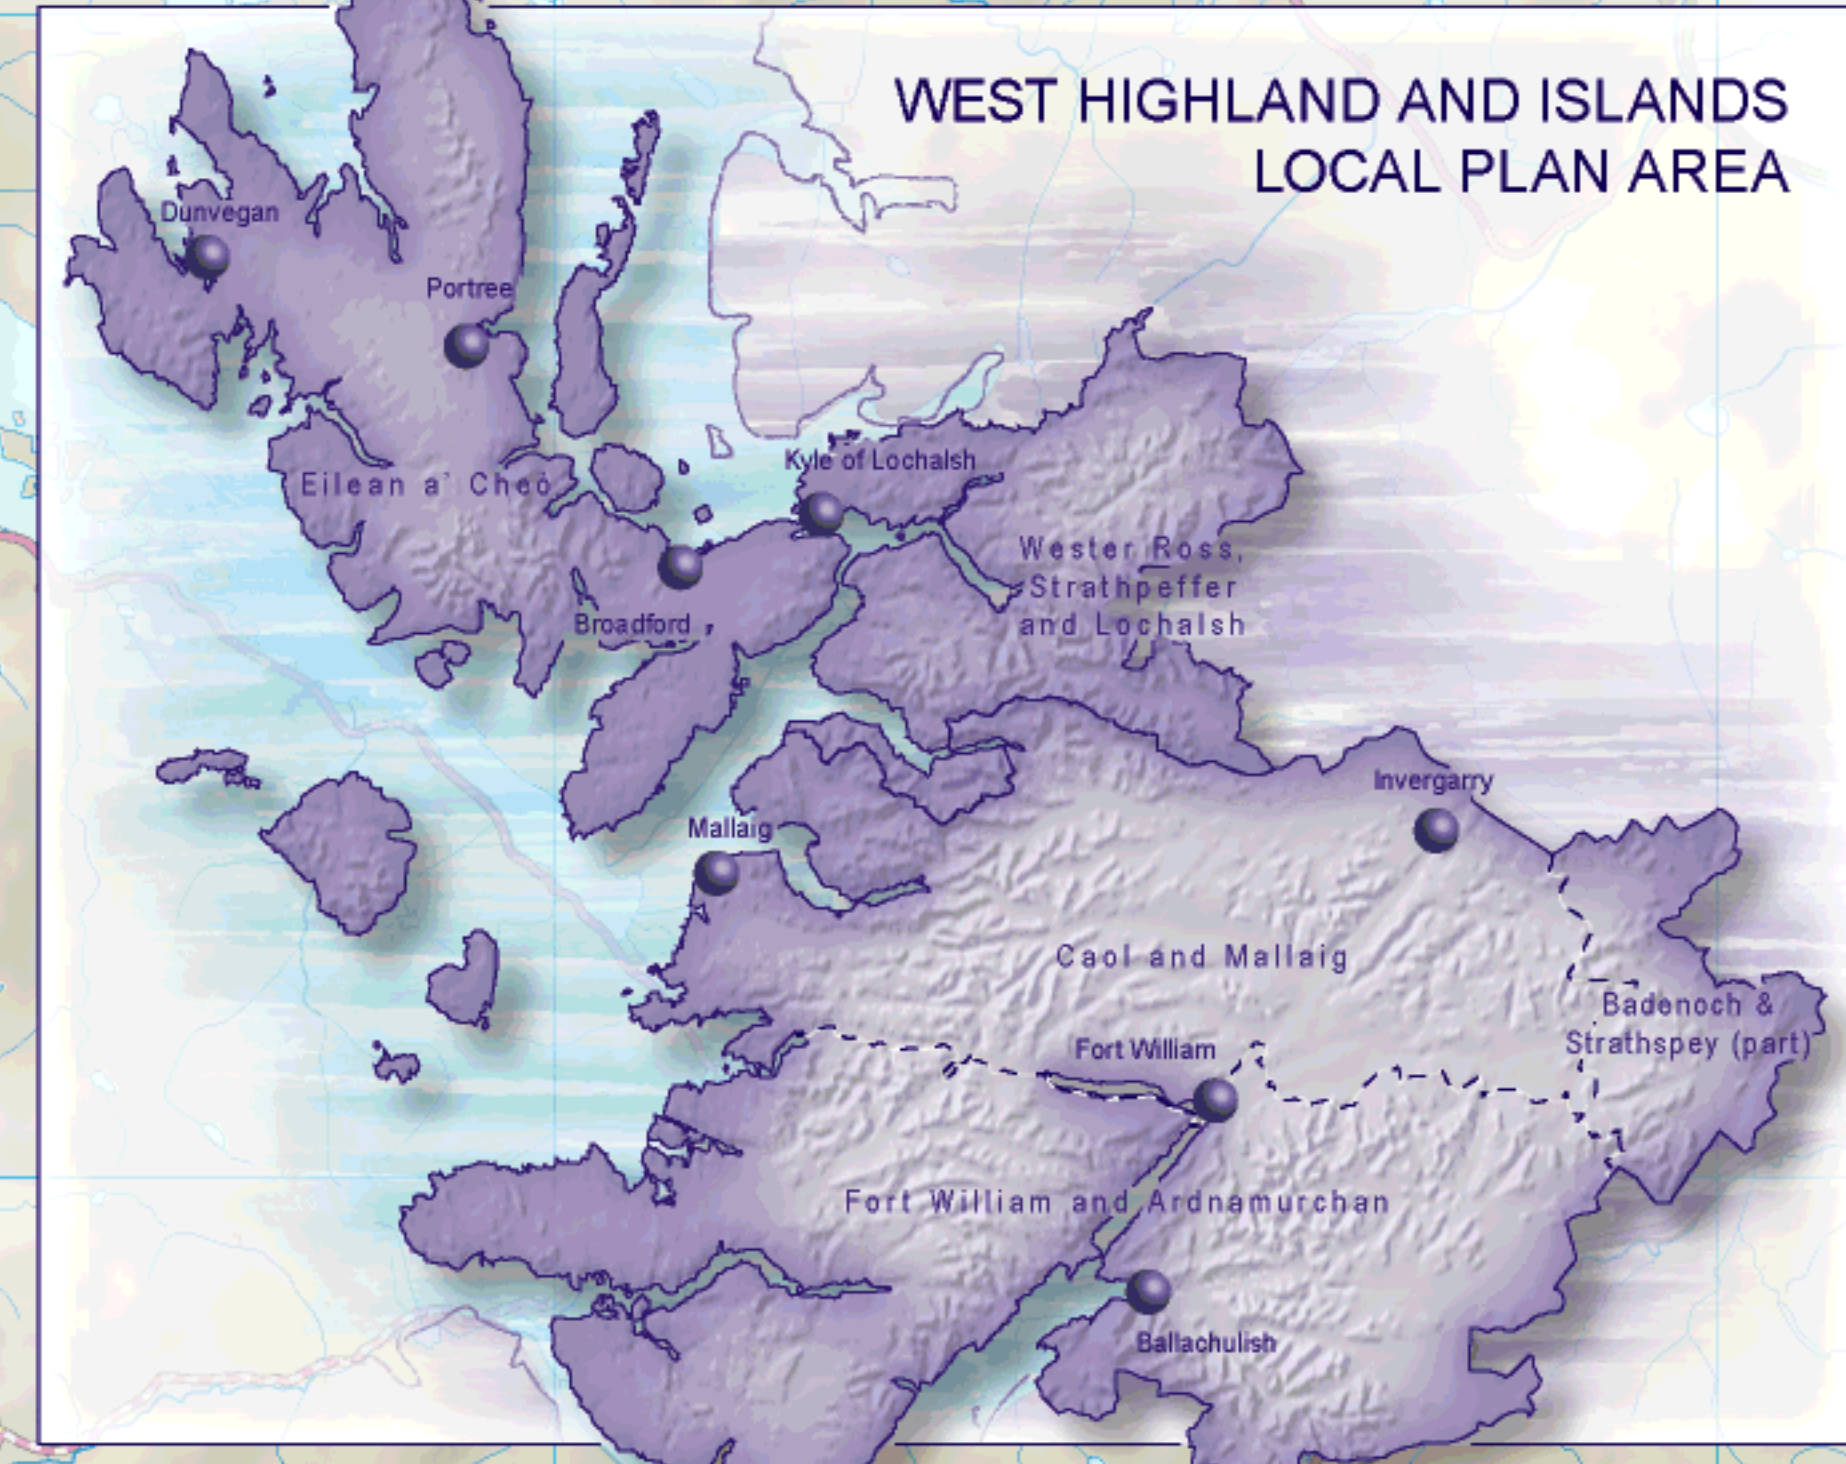 WEST HIGHLAND AND ISLANDS
LOCAL PLAN AREA
Dunvegan
Portree
Kyle of Lochalsh
Eilean a' Cheó
Wester Ross,
Strathpeffer
and Lochalsh
Broadford
Invergarry
Mallaig
Caol and Mallaig
Badenoch &
Strathspey (part)
Fort William
Fort William and Ardnamurchan
Ballachulish